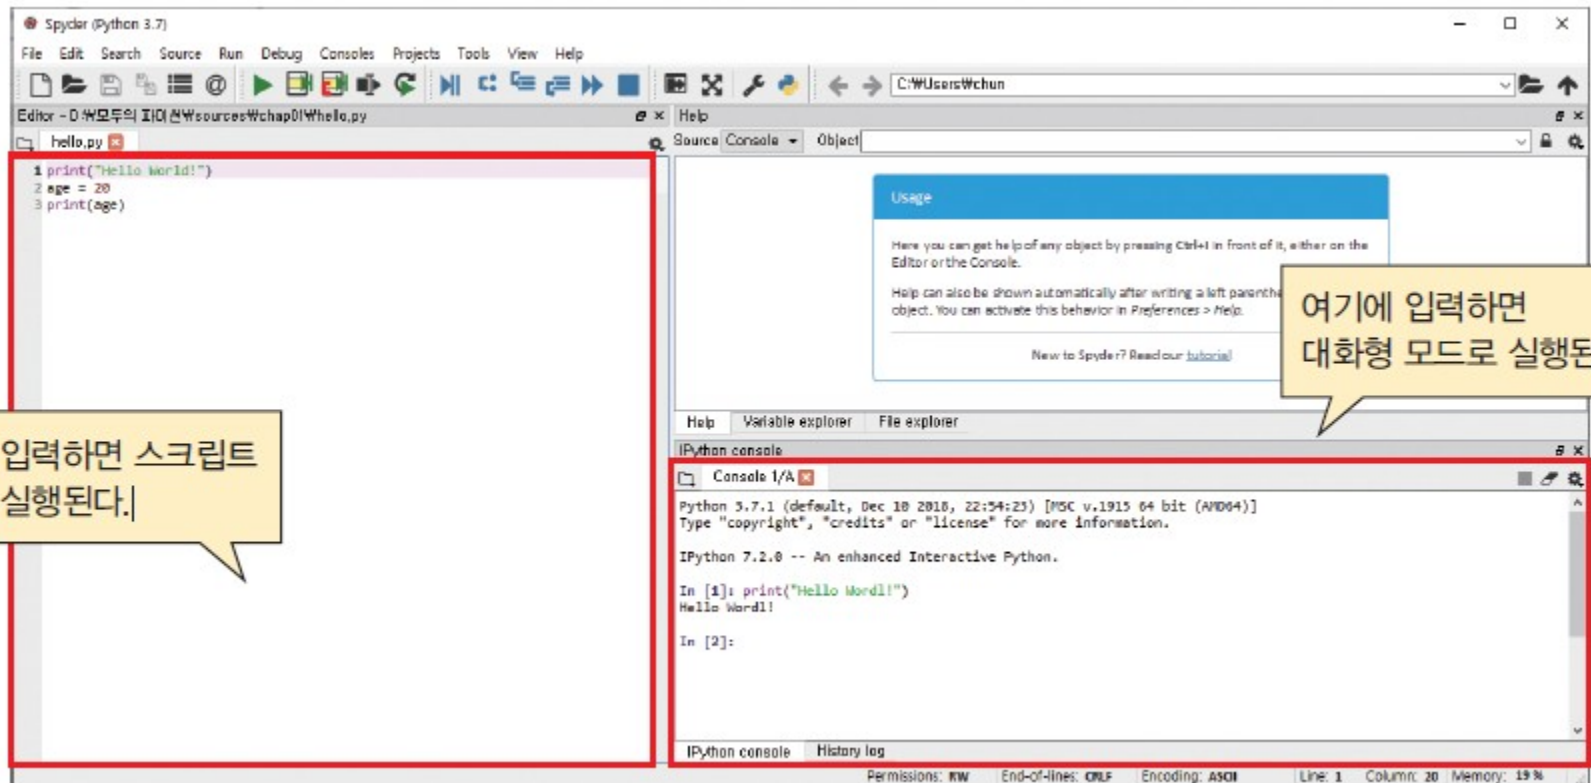 Spyder (Python 3.7)
File Edit Search Source Run Debug Consoles Projects Tools View Help
C:₩Users₩chun
Editor - D:₩모두의 파이썬₩sources₩chap01₩hello.py
hello.py
1 print("Hello World!")
2 age = 20
3 print(age)
입력하면 스크립트
실행된다.
Help
Source Console Object
Usage
Here you can get help of any object by pressing Ctrl+I in front of it, either on the
Editor or the Console.
Help can also be shown automatically after writing a left parenthe
object. You can activate this behavior in Preferences > Help.
New to Spyder? Read our tutorial
여기에 입력하면
대화형 모드로 실행된
Help Variable explorer File explorer
IPython console
Console 1/A
Python 3.7.1 (default, Dec 10 2018, 22:54:23) [MSC v.1915 64 bit (AMD64)]
Type "copyright", "credits" or "license" for more information.
IPython 7.2.0 -- An enhanced Interactive Python.
In [1]: print("Hello Wordl!")
Hello Wordl!
In [2]:
IPython console History log
Permissions: RW End-of-lines: CRLF Encoding: ASCII Line: 1 Column: 20 Memory: 19 %